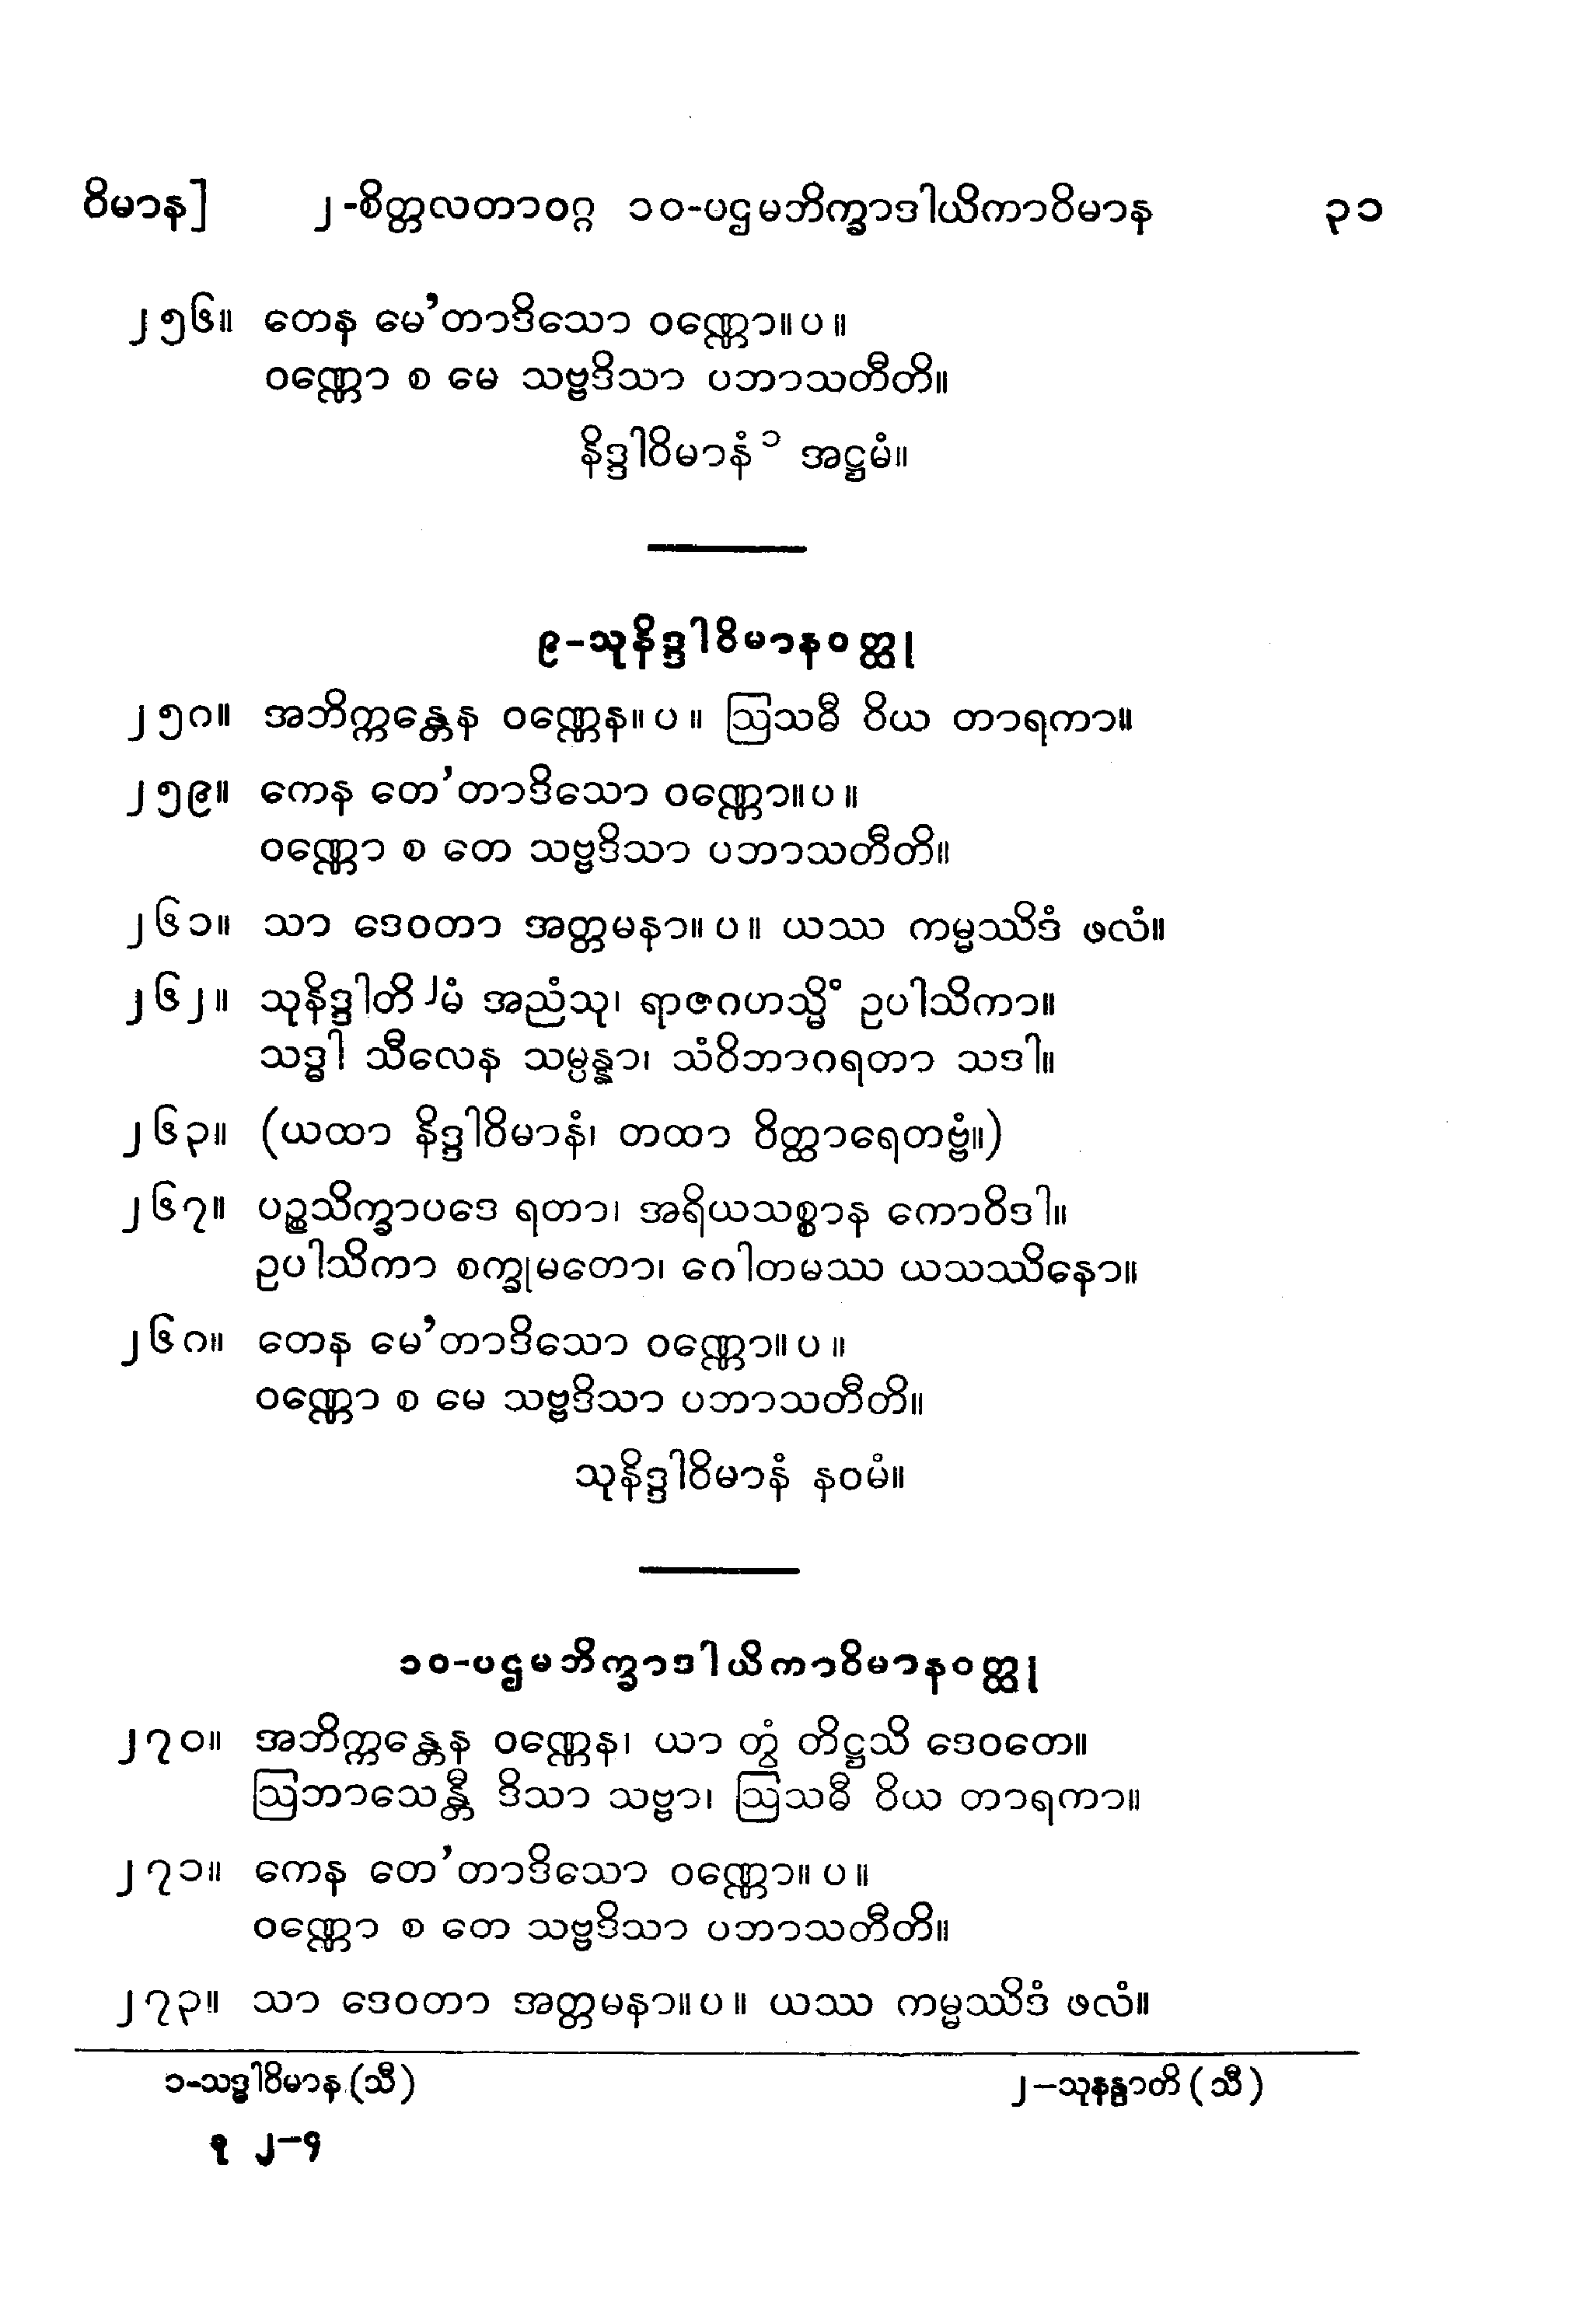 ဝိမာန] ၂-စိတ္တလတာဝဂ္ဂ ၁၀-ပဌမဘိက္ခာဒါယိကာဝိမာန ၃၁
၂၅၆။ တေန မေ’တာဒိသော ဝဏ္ဏော။ပ။
ဝဏ္ဏော စ မေ သဗ္ဗဒိသာ ပဘာသတီတိ။
နိဒ္ဒါဝိမာနံ ၁ အဋ္ဌမံ။
၉-သုနိဒ္ဒါဝိမာနဝတ္ထု
၂၅၈။ အဘိက္ကန္တေန ဝဏ္ဏေန။ပ။ ဩသဓီ ဝိယ တာရကာ။
၂၅၉။ ကေန တေ’တာဒိသော ဝဏ္ဏော။ပ။
ဝဏ္ဏော စ တေ သဗ္ဗဒိသာ ပဘာသတီတိ။
၂၆၁။ သာ ဒေဝတာ အတ္တမနာ။ပ။ ယဿ ကမ္မဿိဒံ ဖလံ။
၂၆၂။ သုနိဒ္ဒါတိ ၂ မံ အညံသု၊ ရာဇဂဟသ္မိံ ဥပါသိကာ။
သဒ္ဓါ သီလေန သမ္ပန္နာ၊ သံဝိဘာဂရတာ သဒါ။
၂၆၃။ (ယထာ နိဒ္ဒါဝိမာနံ၊ တထာ ဝိတ္ထာရေတဗ္ဗံ။)
၂၆၇။ ပဉ္စသိက္ခာပဒေ ရတာ၊ အရိယသစ္စာန ကောဝိဒါ။
ဥပါသိကာ စက္ခုမတော၊ ဂေါတမဿ ယသဿိနော။
၂၆၈။ တေန မေ’တာဒိသော ဝဏ္ဏော။ပ။
ဝဏ္ဏော စ မေ သဗ္ဗဒိသာ ပဘာသတီတိ။
သုနိဒ္ဒါဝိမာနံ နဝမံ။
၁၀-ပဌမဘိက္ခာဒါယိကာဝိမာနဝတ္ထု
၂၇၀။ အဘိက္ကန္တေန ဝဏ္ဏေန၊ ယာ တွံ တိဋ္ဌသိ ဒေဝတေ။
ဩဘာသေန္တီ ဒိသာ သဗ္ဗာ၊ ဩသဓီ ဝိယ တာရကာ။
၂၇၁။ ကေန တေ’တာဒိသော ဝဏ္ဏော။ပ။
ဝဏ္ဏော စ တေ သဗ္ဗဒိသာ ပဘာသတီတိ။
၂၇၃။ သာ ဒေဝတာ အတ္တမနာ။ပ။ ယဿ ကမ္မဿိဒံ ဖလံ။
၁-သဒ္ဓါဝိမာန (သီ) ၂-သုနန္ဒာတိ (သီ)
၂-၄